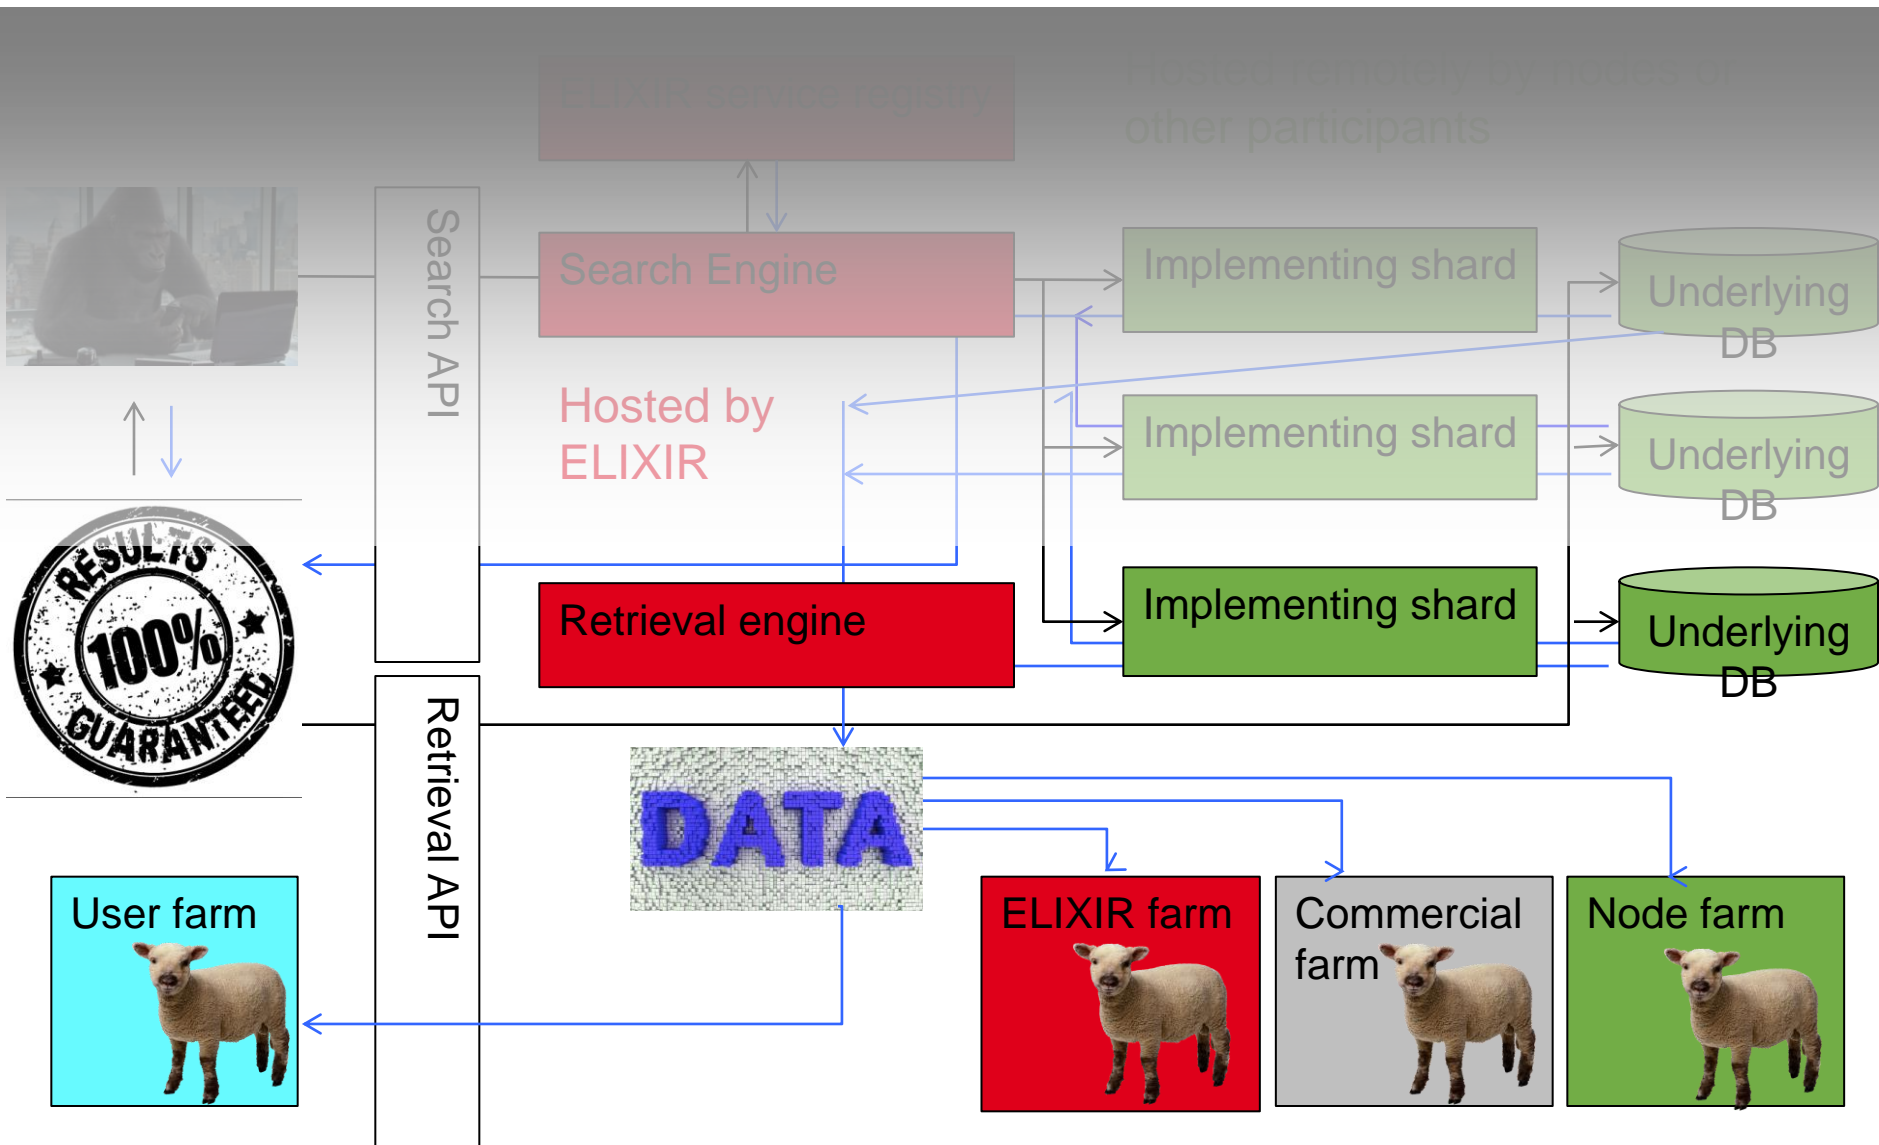 ELIXIR service registry
Hosted remotely by nodes or
other participants
Search API
Search Engine
Implementing shard
Underlying
DB
Hosted by
ELIXIR
Implementing shard
Underlying
DB
RESULTS
100%
GUARANTEED
Retrieval engine
Implementing shard
Underlying
DB
Retrieval API
DATA
User farm
ELIXIR farm
Commercial
farm
Node farm